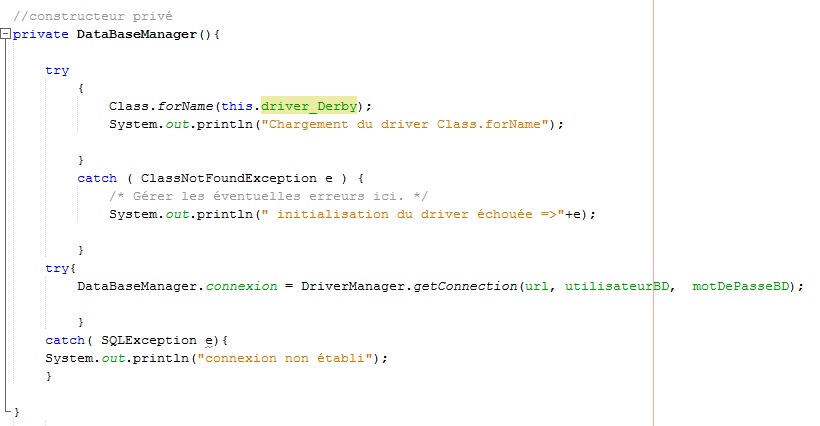 //constructeur privé
private DataBaseManager(){
try
{
Class.forName(this.driver_Derby);
System.out.println("Chargement du driver Class.forName");
}
catch ( ClassNotFoundException e ) {
/* Gérer les éventuelles erreurs ici. */
System.out.println(" initialisation du driver échouée =>"+e);
}
try{
DataBaseManager.connexion = DriverManager.getConnection(url, utilisateurBD,  motDePasseBD);
}
catch( SQLException e){
System.out.println("connexion non établi");
}
}